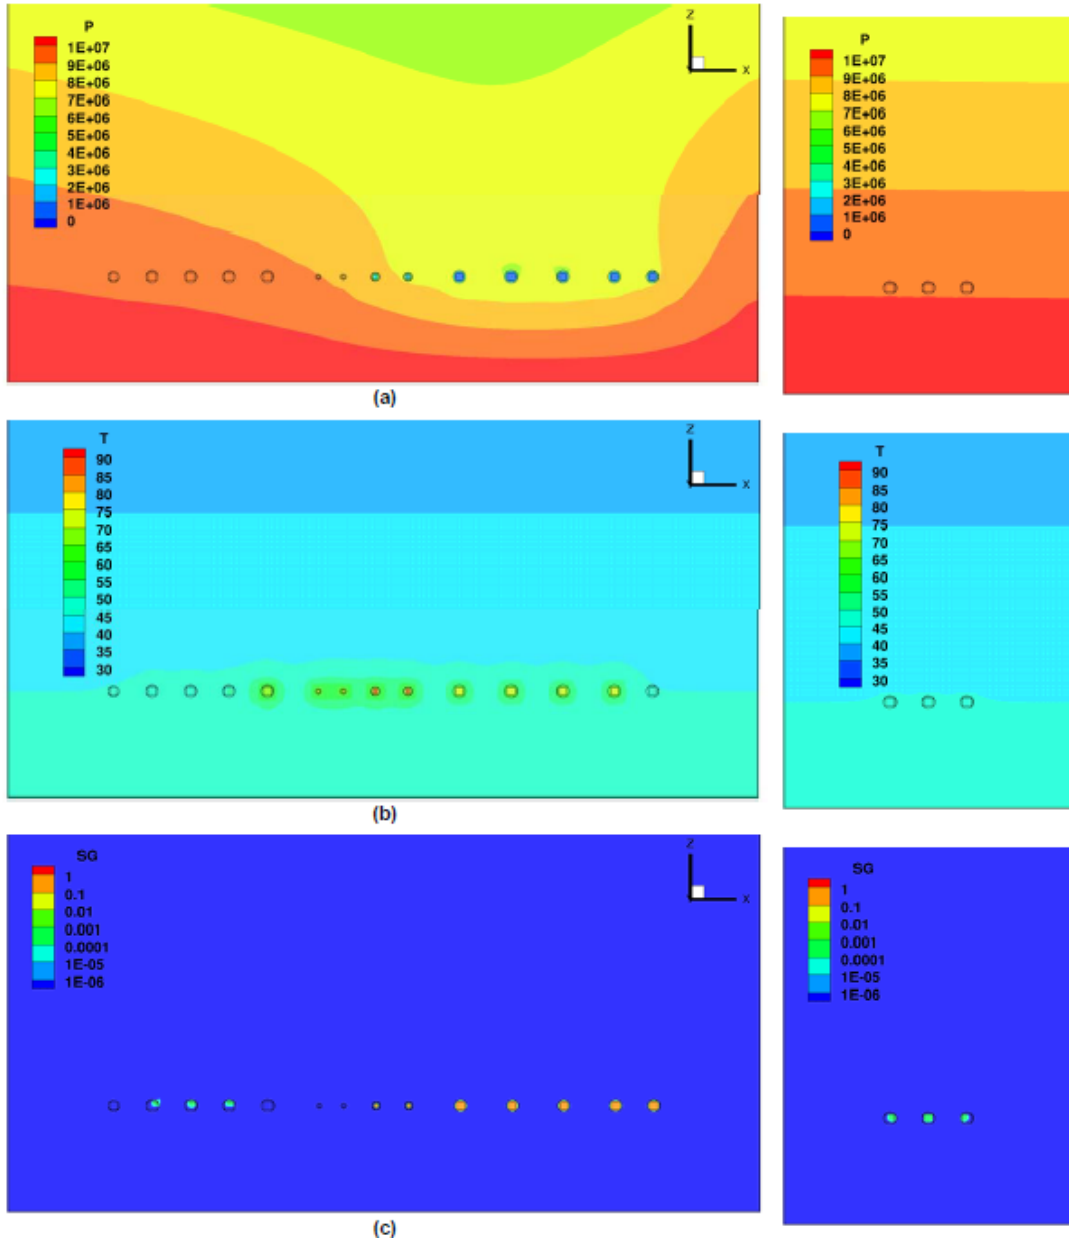 P
1E+07
9E+06
8E+06
7E+06
6E+06
5E+06
4E+06
3E+06
2E+06
1E+06
0
Z
X
P
1E+07
9E+06
8E+06
7E+06
6E+06
5E+06
4E+06
3E+06
2E+06
1E+06
0
(a)
T
90
85
80
75
70
65
60
55
50
45
40
35
30
Z
X
T
90
85
80
75
70
65
60
55
50
45
40
35
30
(b)
SG
1
0.1
0.01
0.001
0.0001
1E-05
1E-06
Z
X
SG
1
0.1
0.01
0.001
0.0001
1E-05
1E-06
(c)